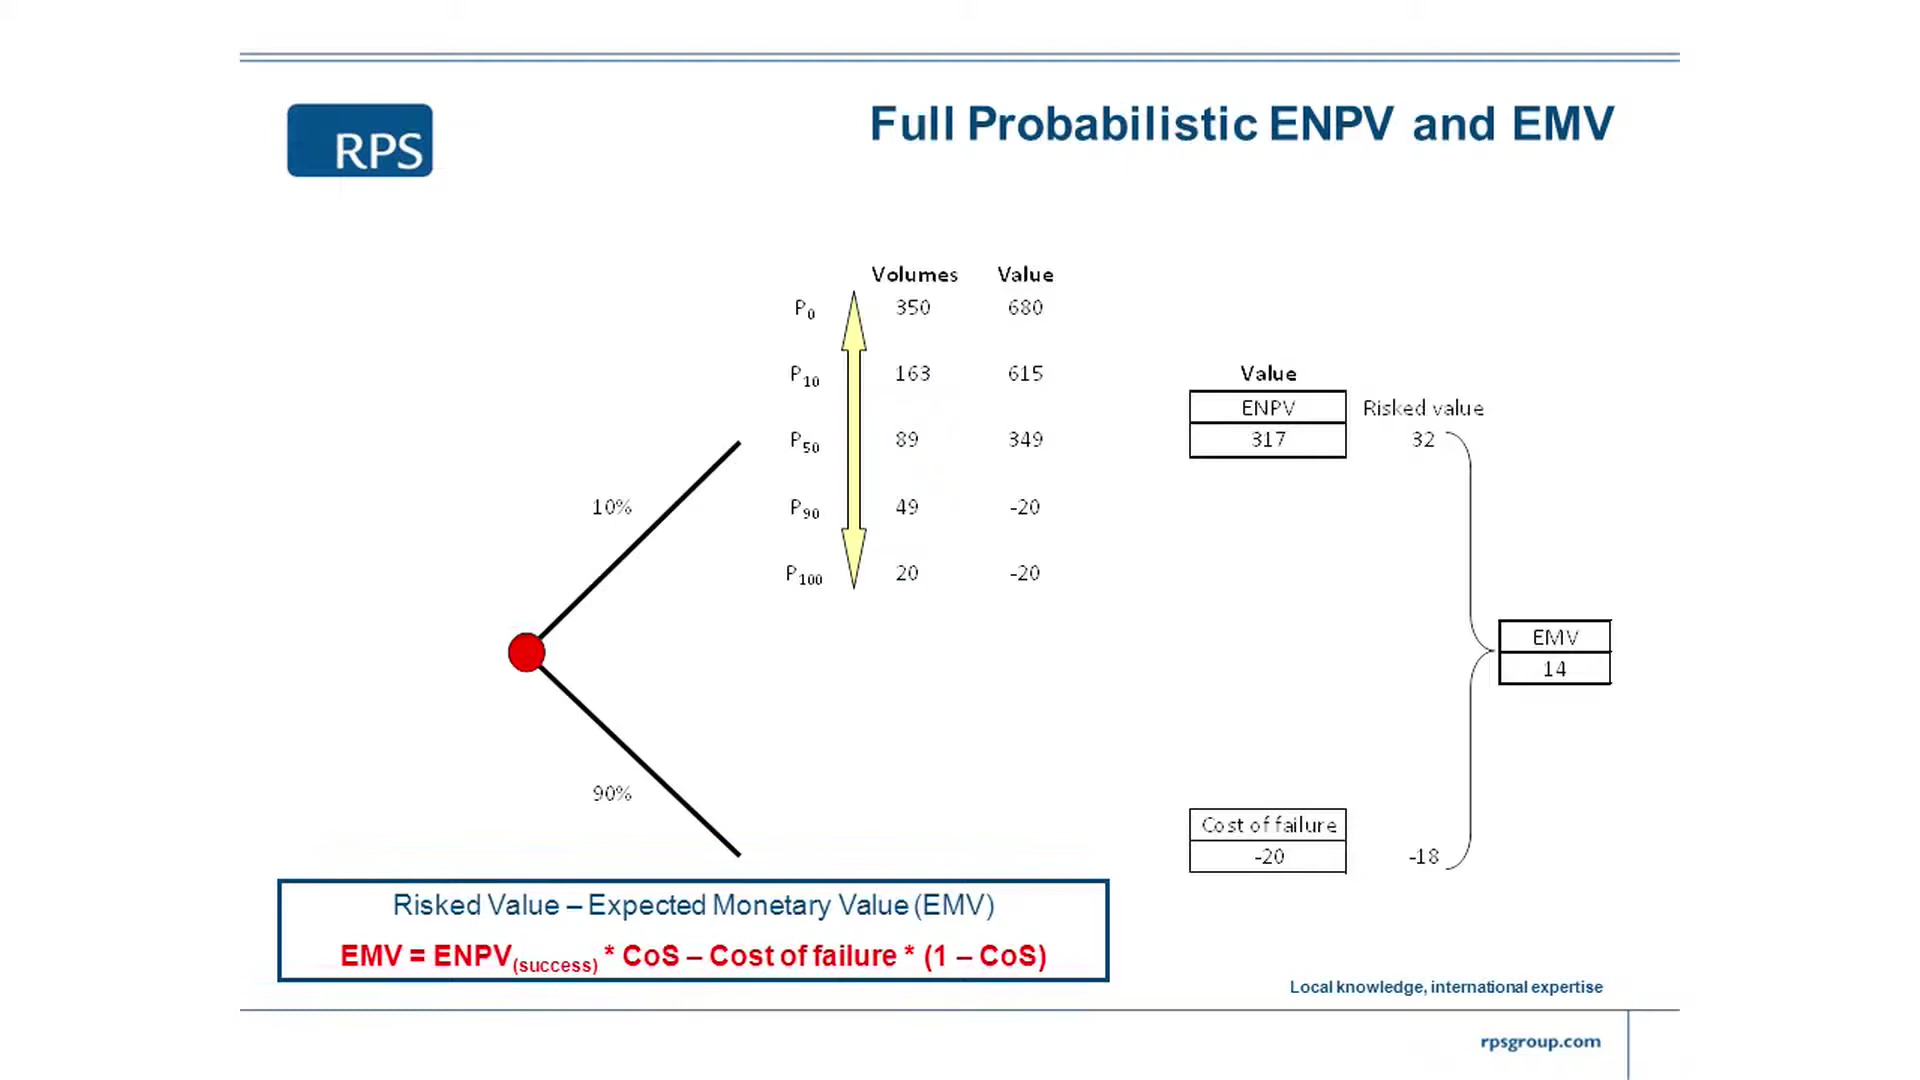 RPS
Full Probabilistic ENPV and EMV
Volumes Value
P0 350 680
P10 163 615
P50 89 349
P90 49 -20
P100 20 -20
10%
90%
Value
ENPV Risked value
317 32
EMV
14
Cost of failure
-20 -18
Risked Value – Expected Monetary Value (EMV)
EMV = ENPV(success) * CoS – Cost of failure * (1 – CoS)
Local knowledge, international expertise
rpsgroup.com